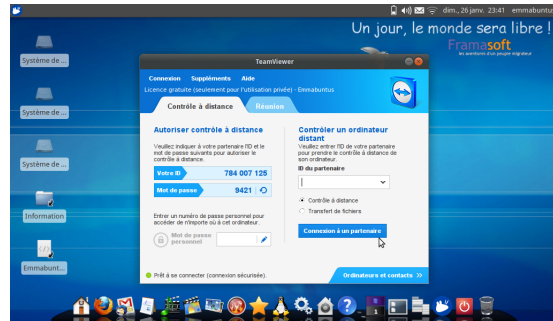 dim., 26 janv. 23:41 emmabuntus
Un jour, le monde sera libre !
Framasoft
les aventures d'un peuple migrateur
Système de ...
Système de ...
Système de ...
Information
Emmabunt...
TeamViewer
Connexion Suppléments Aide
Licence gratuite (seulement pour l'utilisation privée) - Emmabuntus
Contrôle à distance Réunion
Autoriser contrôle à distance
Veuillez indiquer à votre partenaire l'ID et le
mot de passe suivants pour autoriser le
contrôle à distance.
Votre ID 784 007 125
Mot de passe 9421
Entrer un numéro de passe personnel pour
accéder de n'importe où à cet ordinateur.
Mot de passe
personnel
Contrôler un ordinateur
distant
Veuillez entrer l'ID de votre partenaire
pour prendre le contrôle à distance de
son ordinateur.
ID du partenaire
Contrôle à distance
Transfert de fichiers
Connexion à un partenaire
Prêt à se connecter (connexion sécurisée).
Ordinateurs et contacts >>